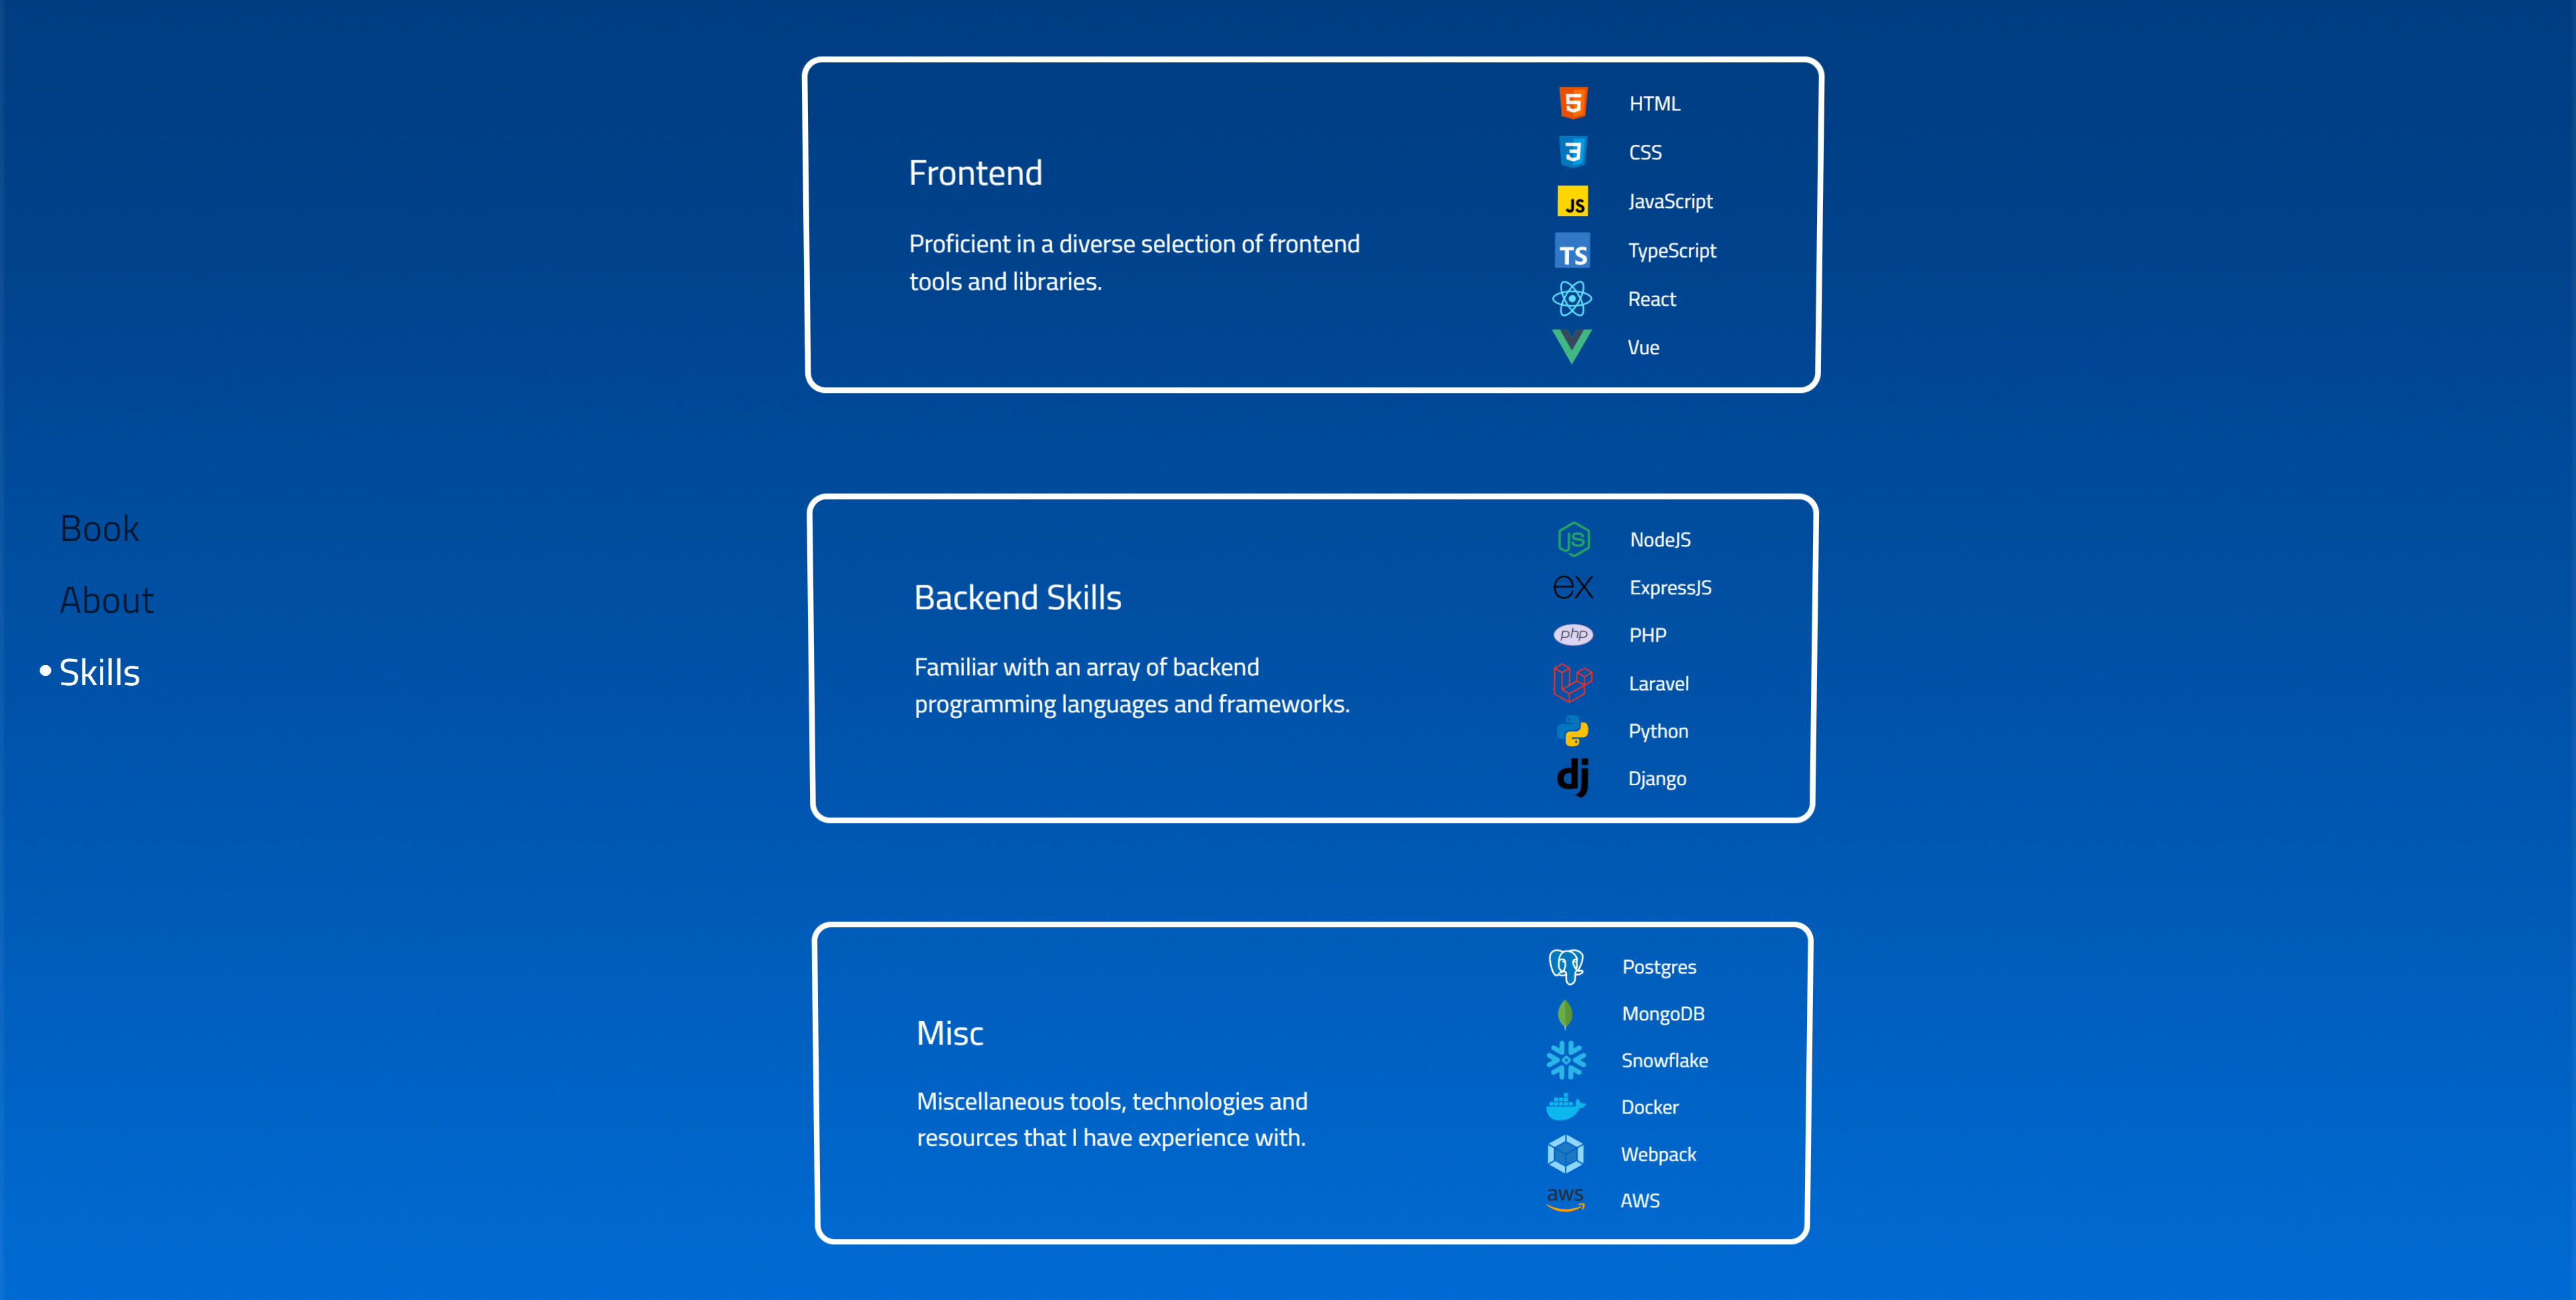 Book
About
Skills
Frontend
Proficient in a diverse selection of frontend
tools and libraries.
5 HTML
3 CSS
JS JavaScript
TS TypeScript
React
Vue
Backend Skills
Familiar with an array of backend
programming languages and frameworks.
JS NodeJS
ex ExpressJS
php PHP
Laravel
Python
dj Django
Misc
Miscellaneous tools, technologies and
resources that I have experience with.
Postgres
MongoDB
Snowflake
Docker
Webpack
aws AWS